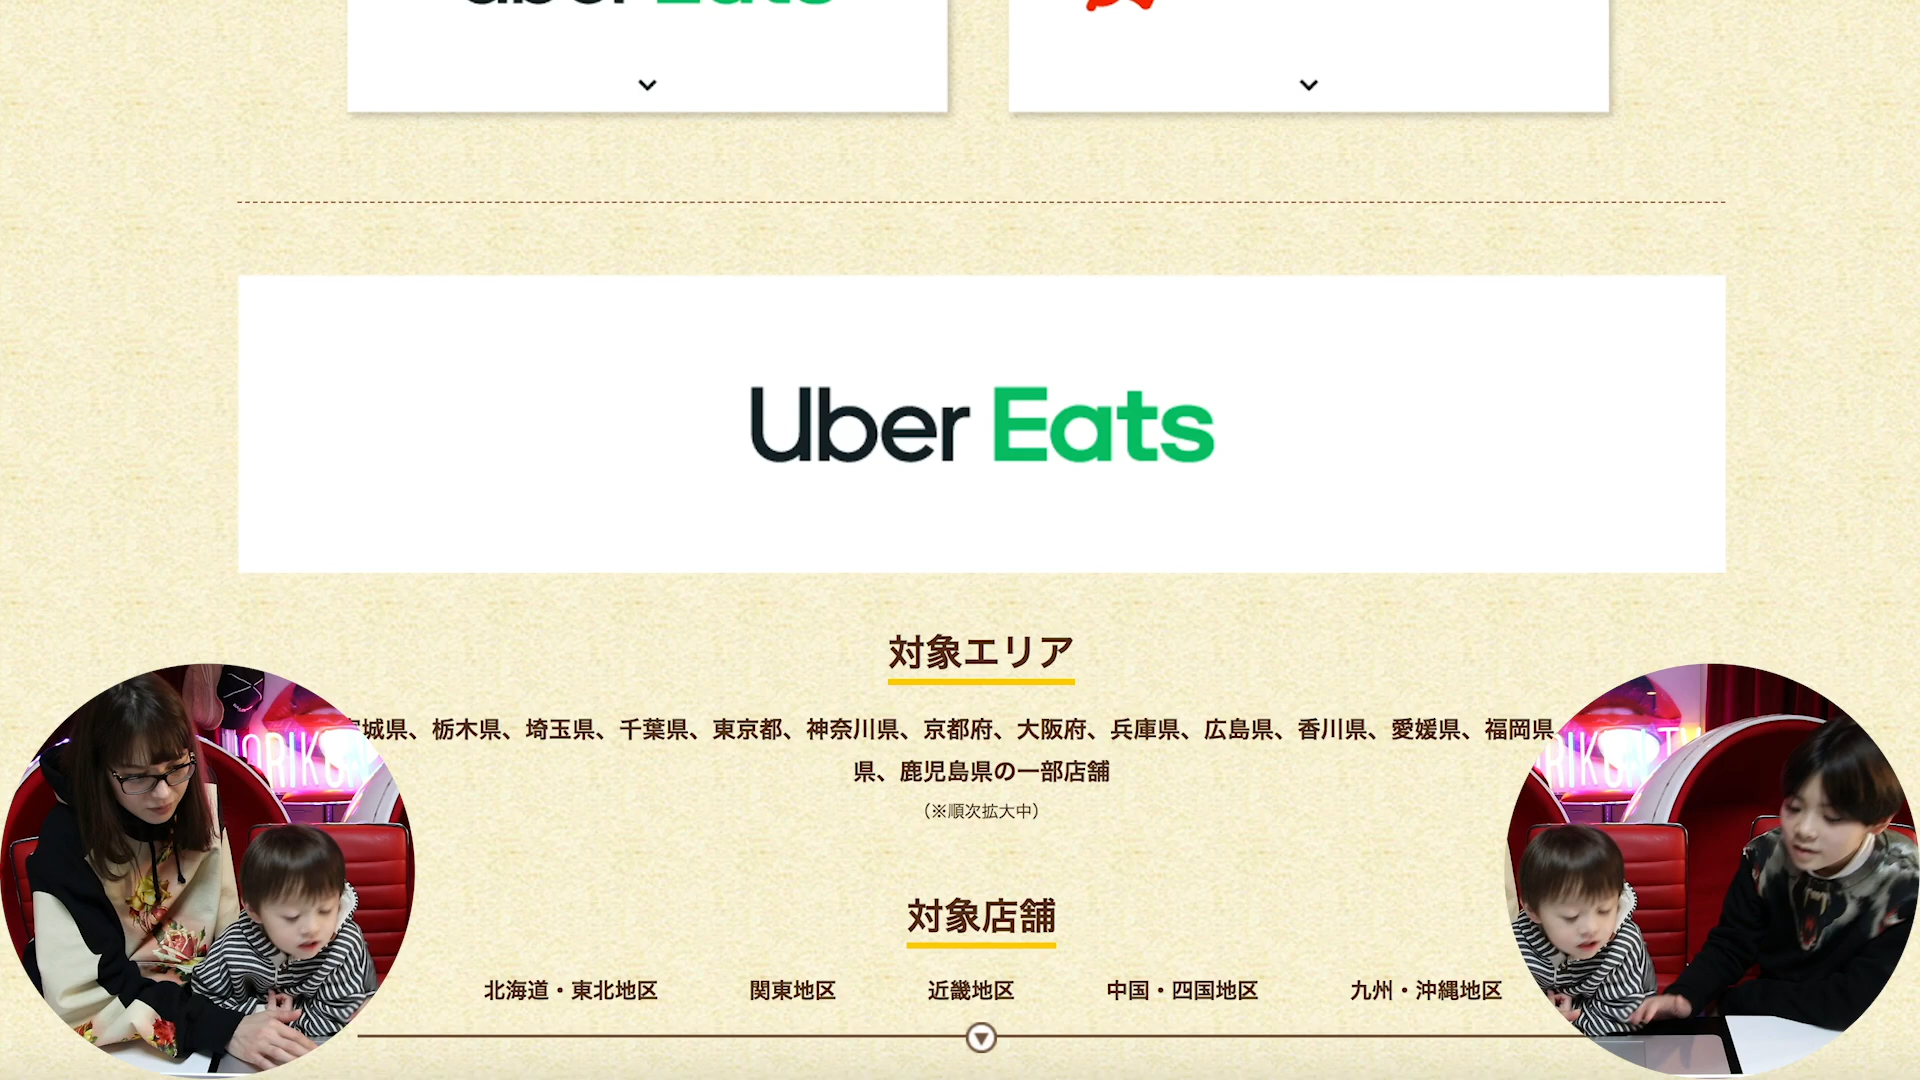 Uber Eats
Uber Eats
対象エリア
城県、栃木県、埼玉県、千葉県、東京都、神奈川県、京都府、大阪府、兵庫県、広島県、香川県、愛媛県、福岡県
県、鹿児島県の一部店舗
（※順次拡大中）
対象店舗
北海道・東北地区 関東地区 近畿地区 中国・四国地区 九州・沖縄地区